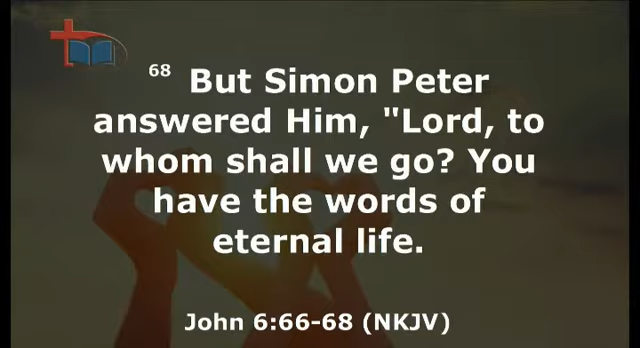 68 But Simon Peter
answered Him, "Lord, to
whom shall we go? You
have the words of
eternal life.
John 6:66-68 (NKJV)